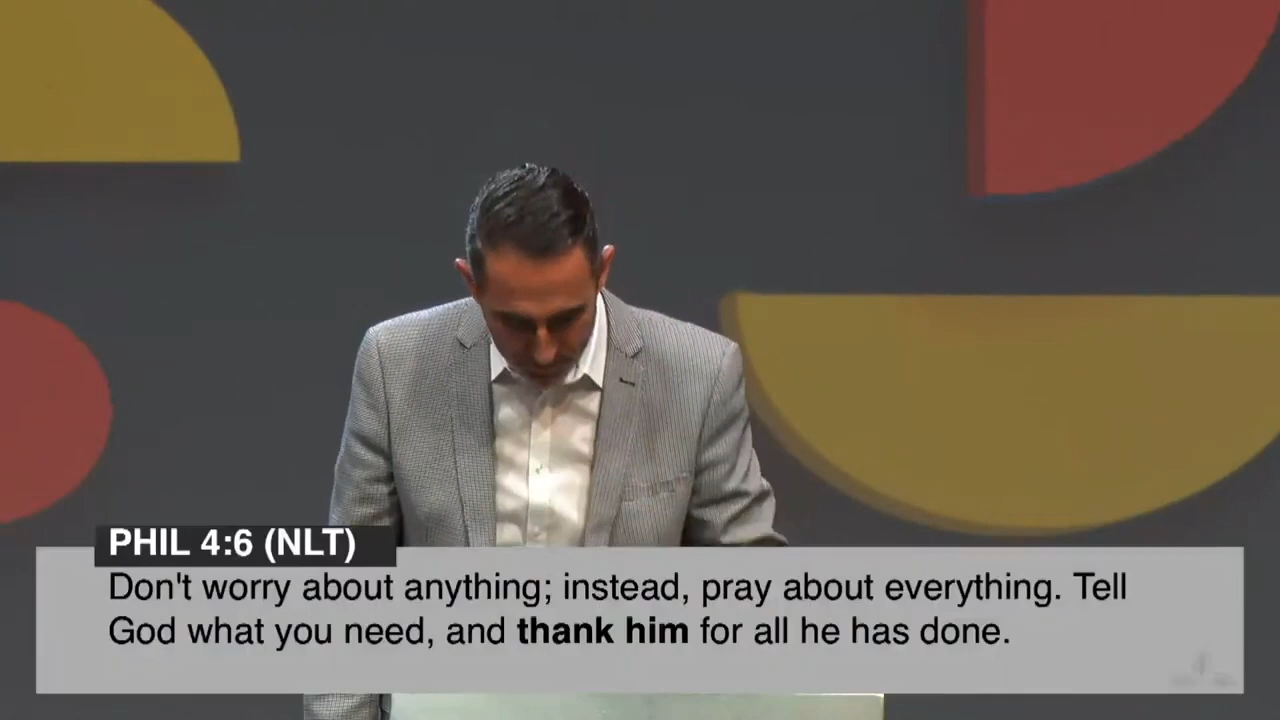 PHIL 4:6 (NLT)
Don't worry about anything; instead, pray about everything. Tell
God what you need, and thank him for all he has done.